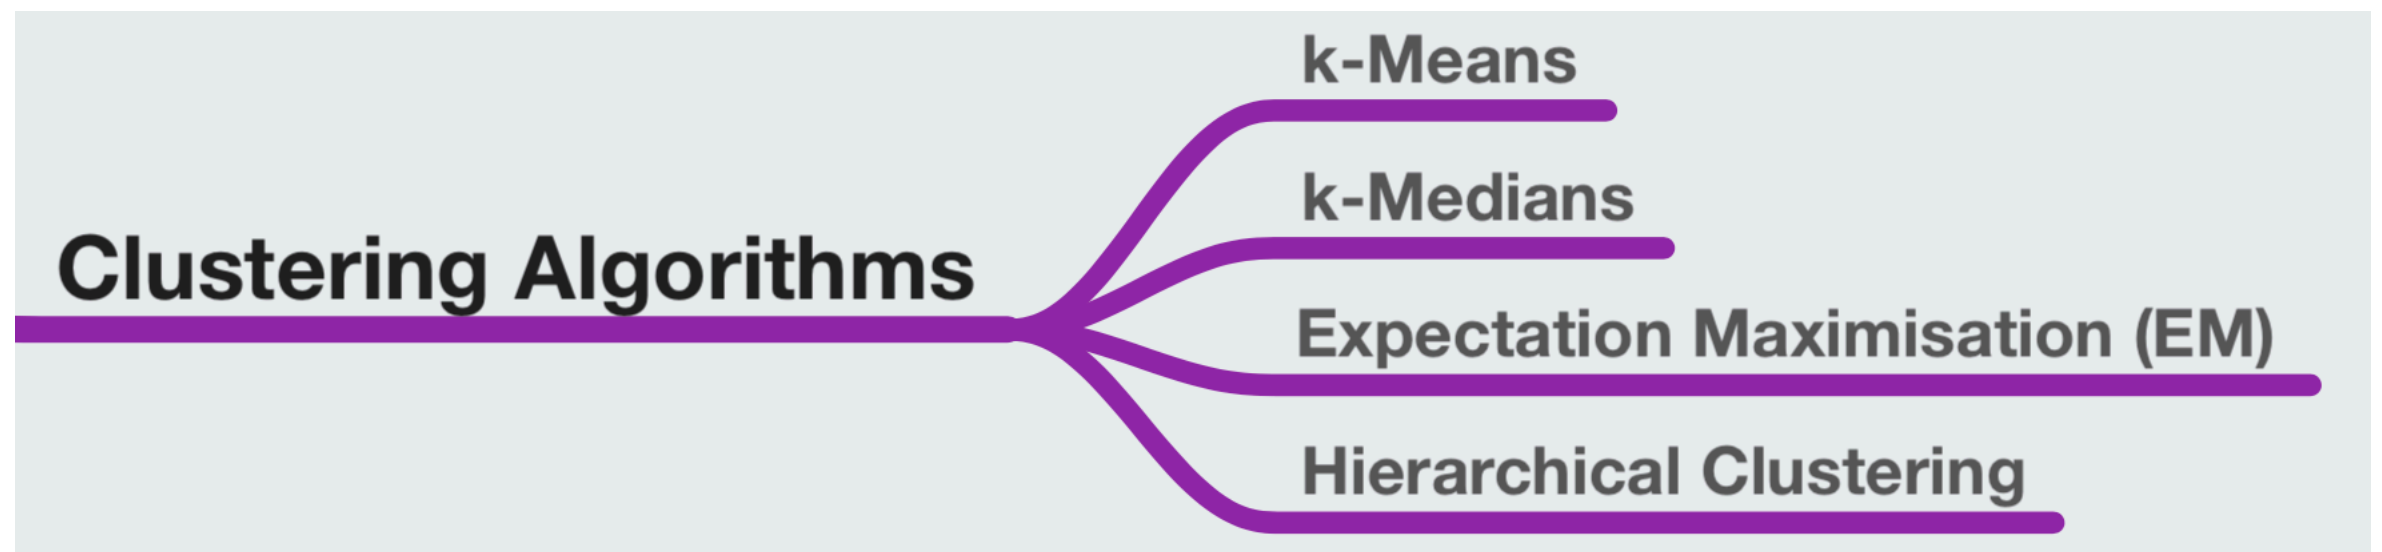 Clustering Algorithms
k-Means
k-Medians
Expectation Maximisation (EM)
Hierarchical Clustering